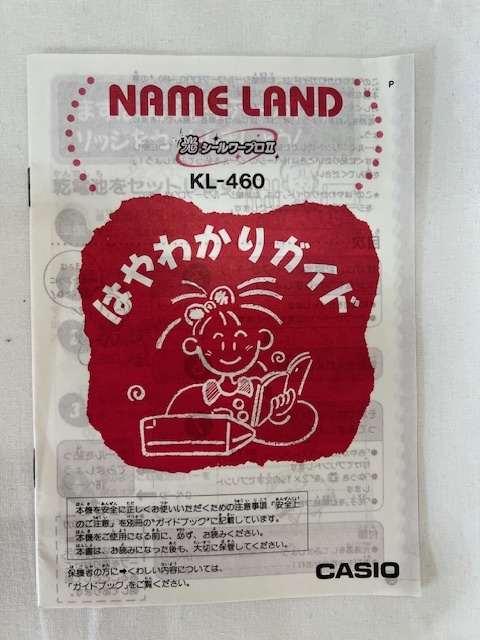 P
NAME LAND
光シールワープロII
KL-460
はやわかりガイド
本機を安全に正しくお使いいただくための注意事項「安全上
のご注意」を別冊の"ガイドブック"に記載しています。
本機をご使用になる前に、必ず、お読みください。
本書は、お読みになった後も、大切に保管してください。
保護者の方に➡くわしい内容については、
「ガイドブック」をご覧ください。
CASIO